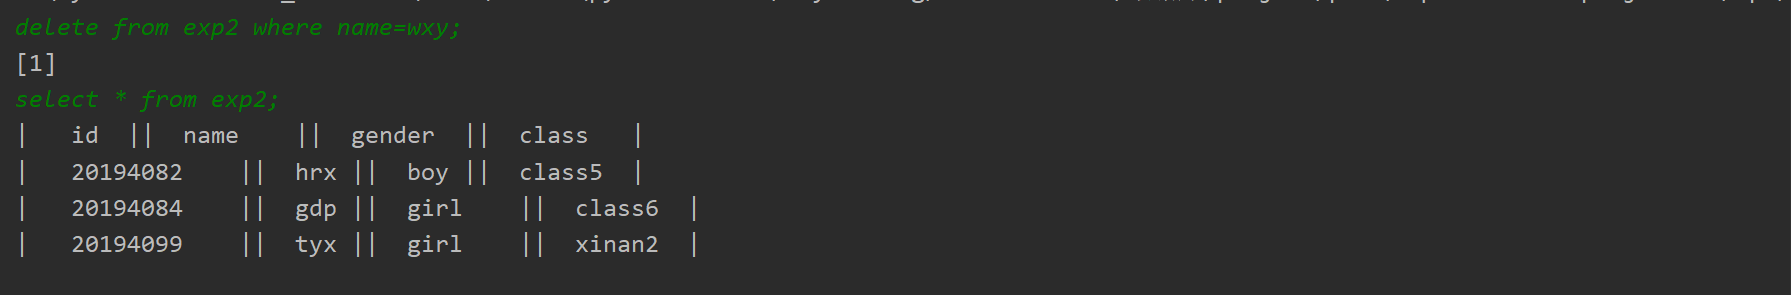 delete from exp2 where name=wxy;
[1]
select * from exp2;
|   id  ||  name    ||  gender  ||  class   |
|   20194082    ||  hrx ||  boy ||  class5  |
|   20194084    ||  gdp ||  girl    ||  class6  |
|   20194099    ||  tyx ||  girl    ||  xinan2  |